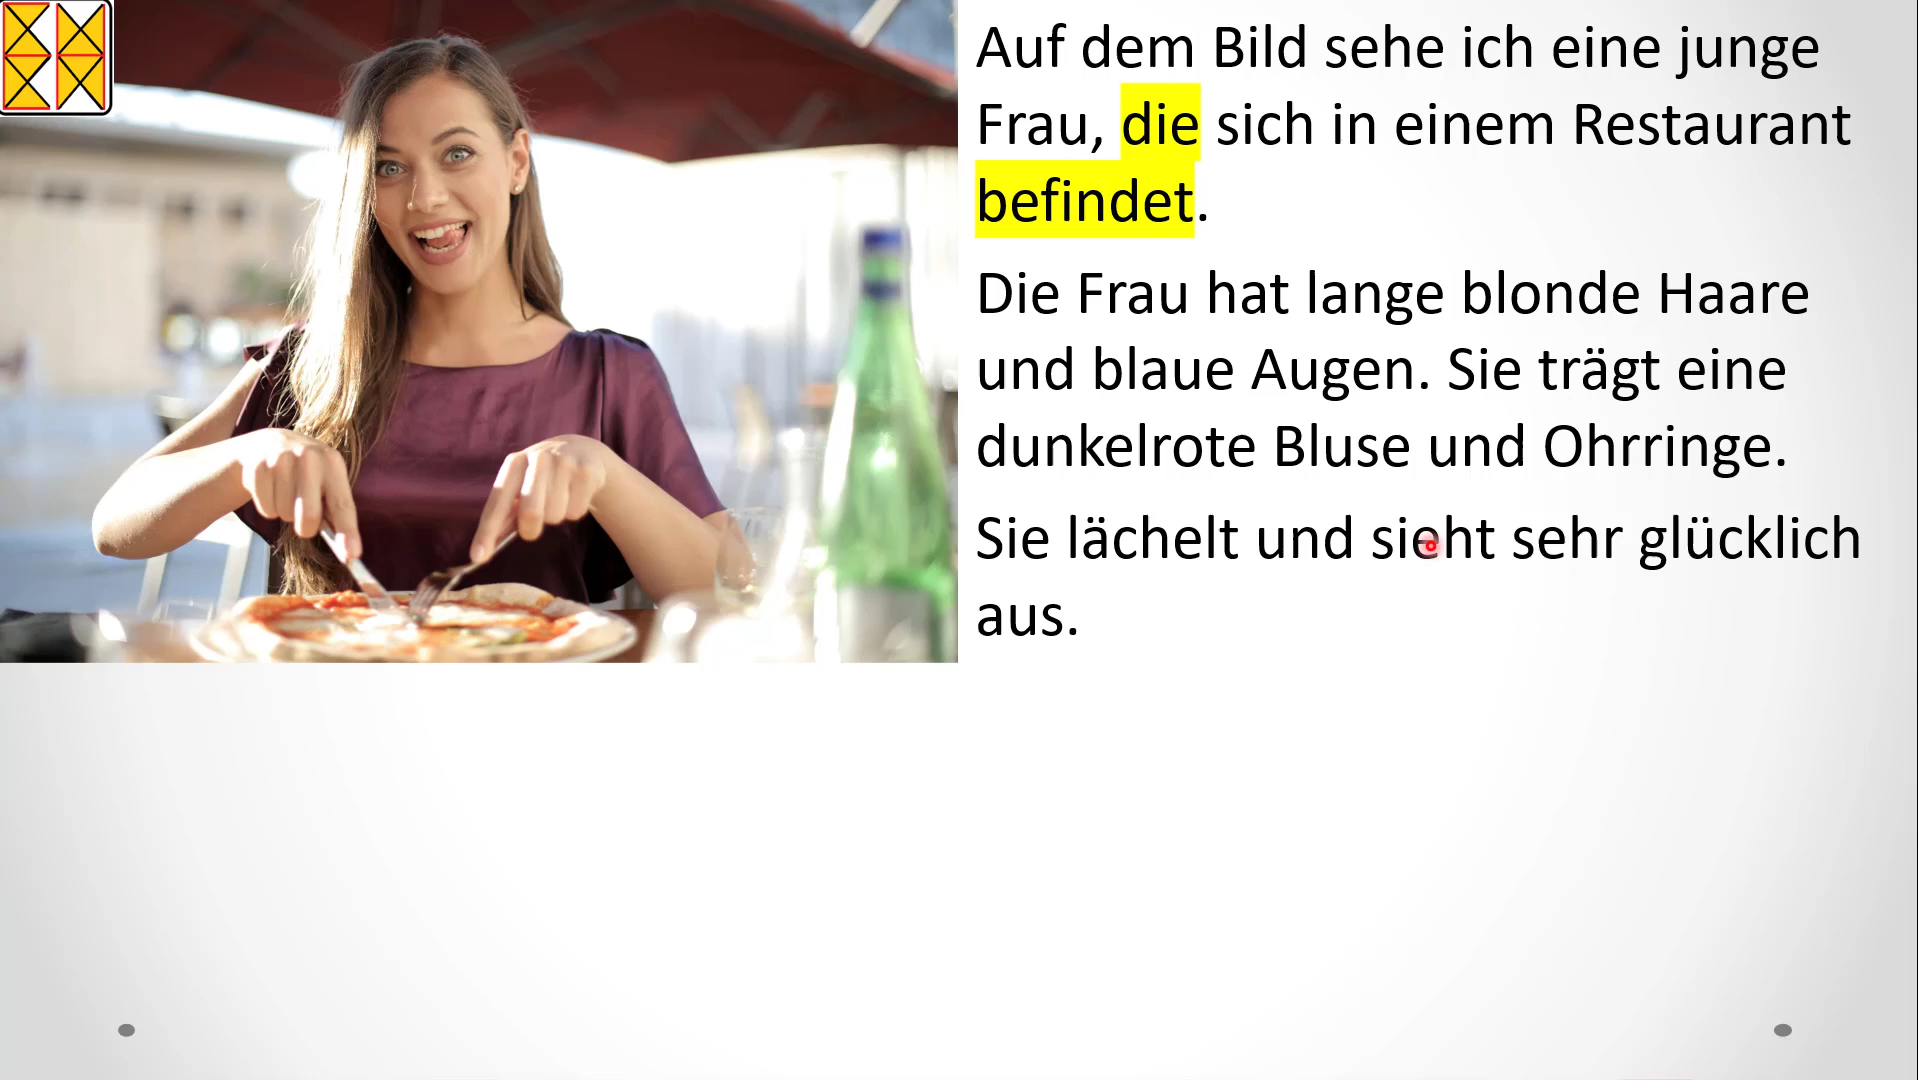 Auf dem Bild sehe ich eine junge
Frau, die sich in einem Restaurant
befindet.
Die Frau hat lange blonde Haare
und blaue Augen. Sie trägt eine
dunkelrote Bluse und Ohrringe.
Sie lächelt und sieht sehr glücklich
aus.